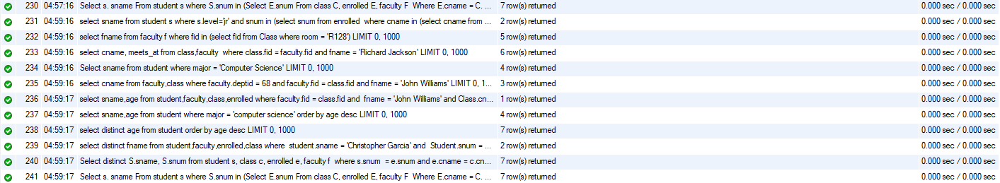 230 04:57:16 Select s. sname From student s where S.snum in (Select E.snum From class C, enrolled E, faculty F Where E.cname = C. ... 7 row(s) returned 0.000 sec / 0.000 sec
231 04:59:16 select sname from student s where s.level='jr' and snum in (select snum from enrolled where cname in (select cname from ... 2 row(s) returned 0.000 sec / 0.000 sec
232 04:59:16 select fname from faculty f where fid in (select fid from Class where room = 'R128') LIMIT 0, 1000 5 row(s) returned 0.000 sec / 0.000 sec
233 04:59:16 select cname, meets_at from class,faculty where class.fid = faculty.fid and fname = 'Richard Jackson' LIMIT 0, 1000 6 row(s) returned 0.000 sec / 0.000 sec
234 04:59:16 Select sname from student where major = 'Computer Science' LIMIT 0, 1000 4 row(s) returned 0.000 sec / 0.000 sec
235 04:59:16 select cname from faculty,class where faculty.deptid = 68 and faculty.fid = class.fid and fname = 'John Williams' LIMIT 0, 1... 3 row(s) returned 0.000 sec / 0.000 sec
236 04:59:17 select sname,age from student,faculty,class,enrolled where faculty.fid = class.fid and fname = 'John Williams' and Class.cn... 1 row(s) returned 0.000 sec / 0.000 sec
237 04:59:17 select sname,age from student where major = 'computer science' order by age desc LIMIT 0, 1000 4 row(s) returned 0.000 sec / 0.000 sec
238 04:59:17 select distinct age from student order by age desc LIMIT 0, 1000 7 row(s) returned 0.000 sec / 0.000 sec
239 04:59:17 select distinct fname from student,faculty,enrolled,class where student.sname = 'Christopher Garcia' and Student.snum = ... 2 row(s) returned 0.000 sec / 0.000 sec
240 04:59:17 Select distinct S.sname, S.snum from student s, class c, enrolled e, faculty f where s.snum = e.snum and e.cname = c.cn... 7 row(s) returned 0.000 sec / 0.000 sec
241 04:59:17 Select s. sname From student s where S.snum in (Select E.snum From class C, enrolled E, faculty F Where E.cname = C. ... 7 row(s) returned 0.000 sec / 0.000 sec